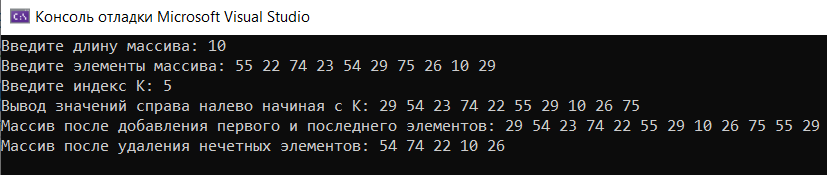 C:\ Консоль отладки Microsoft Visual Studio
Введите длину массива: 10
Введите элементы массива: 55 22 74 23 54 29 75 26 10 29
Введите индекс K: 5
Вывод значений справа налево начиная с K: 29 54 23 74 22 55 29 10 26 75
Массив после добавления первого и последнего элементов: 29 54 23 74 22 55 29 10 26 75 55 29
Массив после удаления нечетных элементов: 54 74 22 10 26